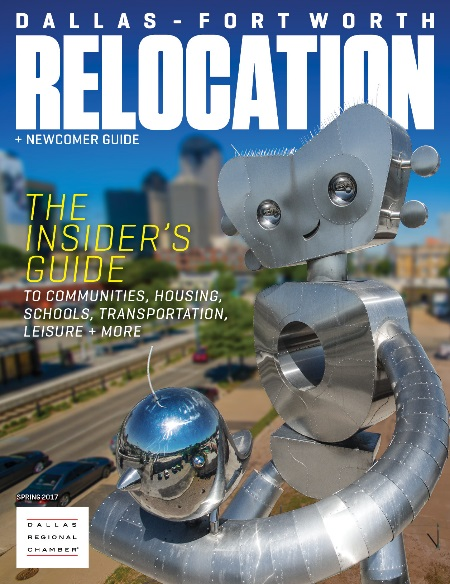 DALLAS - FORT WORTH
RELOCATION
+ NEWCOMER GUIDE
THE
INSIDER'S
GUIDE
TO COMMUNITIES, HOUSING,
SCHOOLS, TRANSPORTATION,
LEISURE + MORE
SPRING 2017
DALLAS
REGIONAL
CHAMBER®